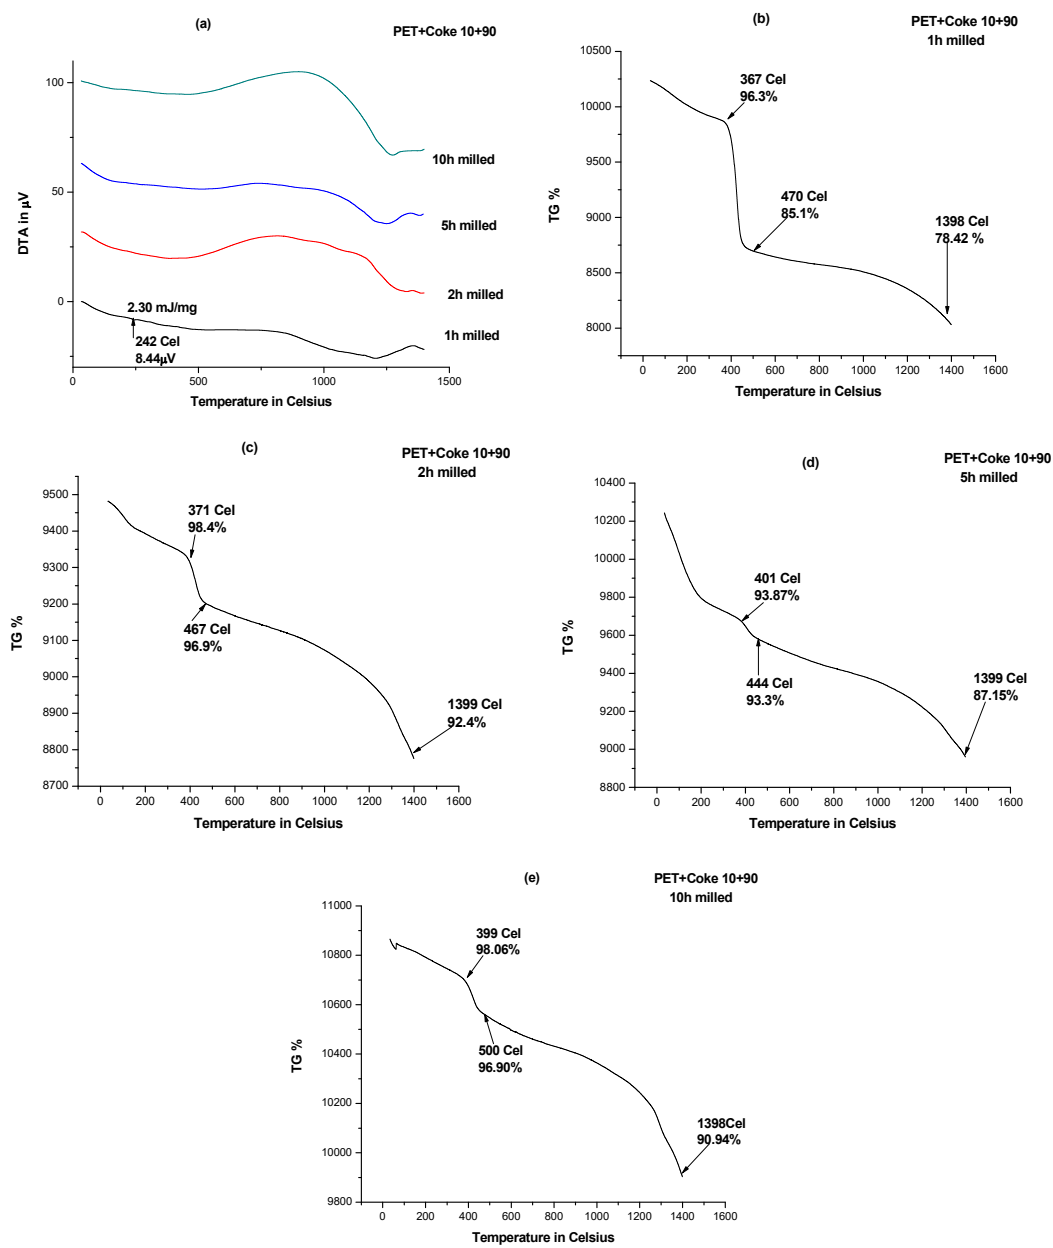 (a)
PET+Coke 10+90
100
50
0
DTA in µV
10h milled
5h milled
2h milled
1h milled
2.30 mJ/mg
242 Cel
8.44µV
0 500 1000 1500
Temperature in Celsius
(b)
PET+Coke 10+90
1h milled
10500
10000
9500
9000
8500
8000
TG %
367 Cel
96.3%
470 Cel
85.1%
1398 Cel
78.42 %
0 200 400 600 800 1000 1200 1400 1600
Temperature in Celsius
(c)
PET+Coke 10+90
2h milled
9500
9400
9300
9200
9100
9000
8900
8800
8700
TG %
371 Cel
98.4%
467 Cel
96.9%
1399 Cel
92.4%
0 200 400 600 800 1000 1200 1400 1600
Temperature in Celsius
(d)
PET+Coke 10+90
5h milled
10400
10200
10000
9800
9600
9400
9200
9000
8800
TG %
401 Cel
93.87%
444 Cel
93.3%
1399 Cel
87.15%
0 200 400 600 800 1000 1200 1400 1600
Temperature in Celsius
(e)
PET+Coke 10+90
10h milled
11000
10800
10600
10400
10200
10000
9800
TG %
399 Cel
98.06%
500 Cel
96.90%
1398Cel
90.94%
0 200 400 600 800 1000 1200 1400 1600
Temperature in Celsius